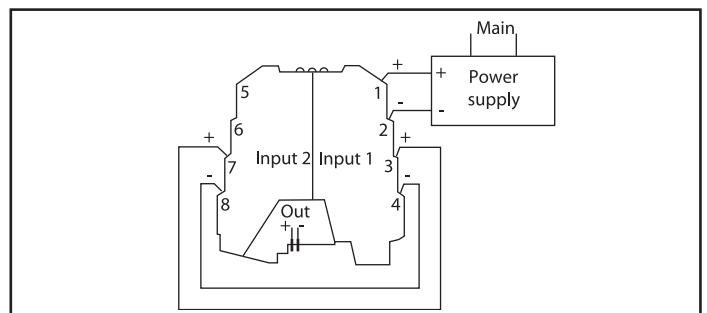 Main
+ +
Power
supply
- -
5
1
6
2
+ +
7
Input 2 Input 1
3
- -
8
4
Out
+ -